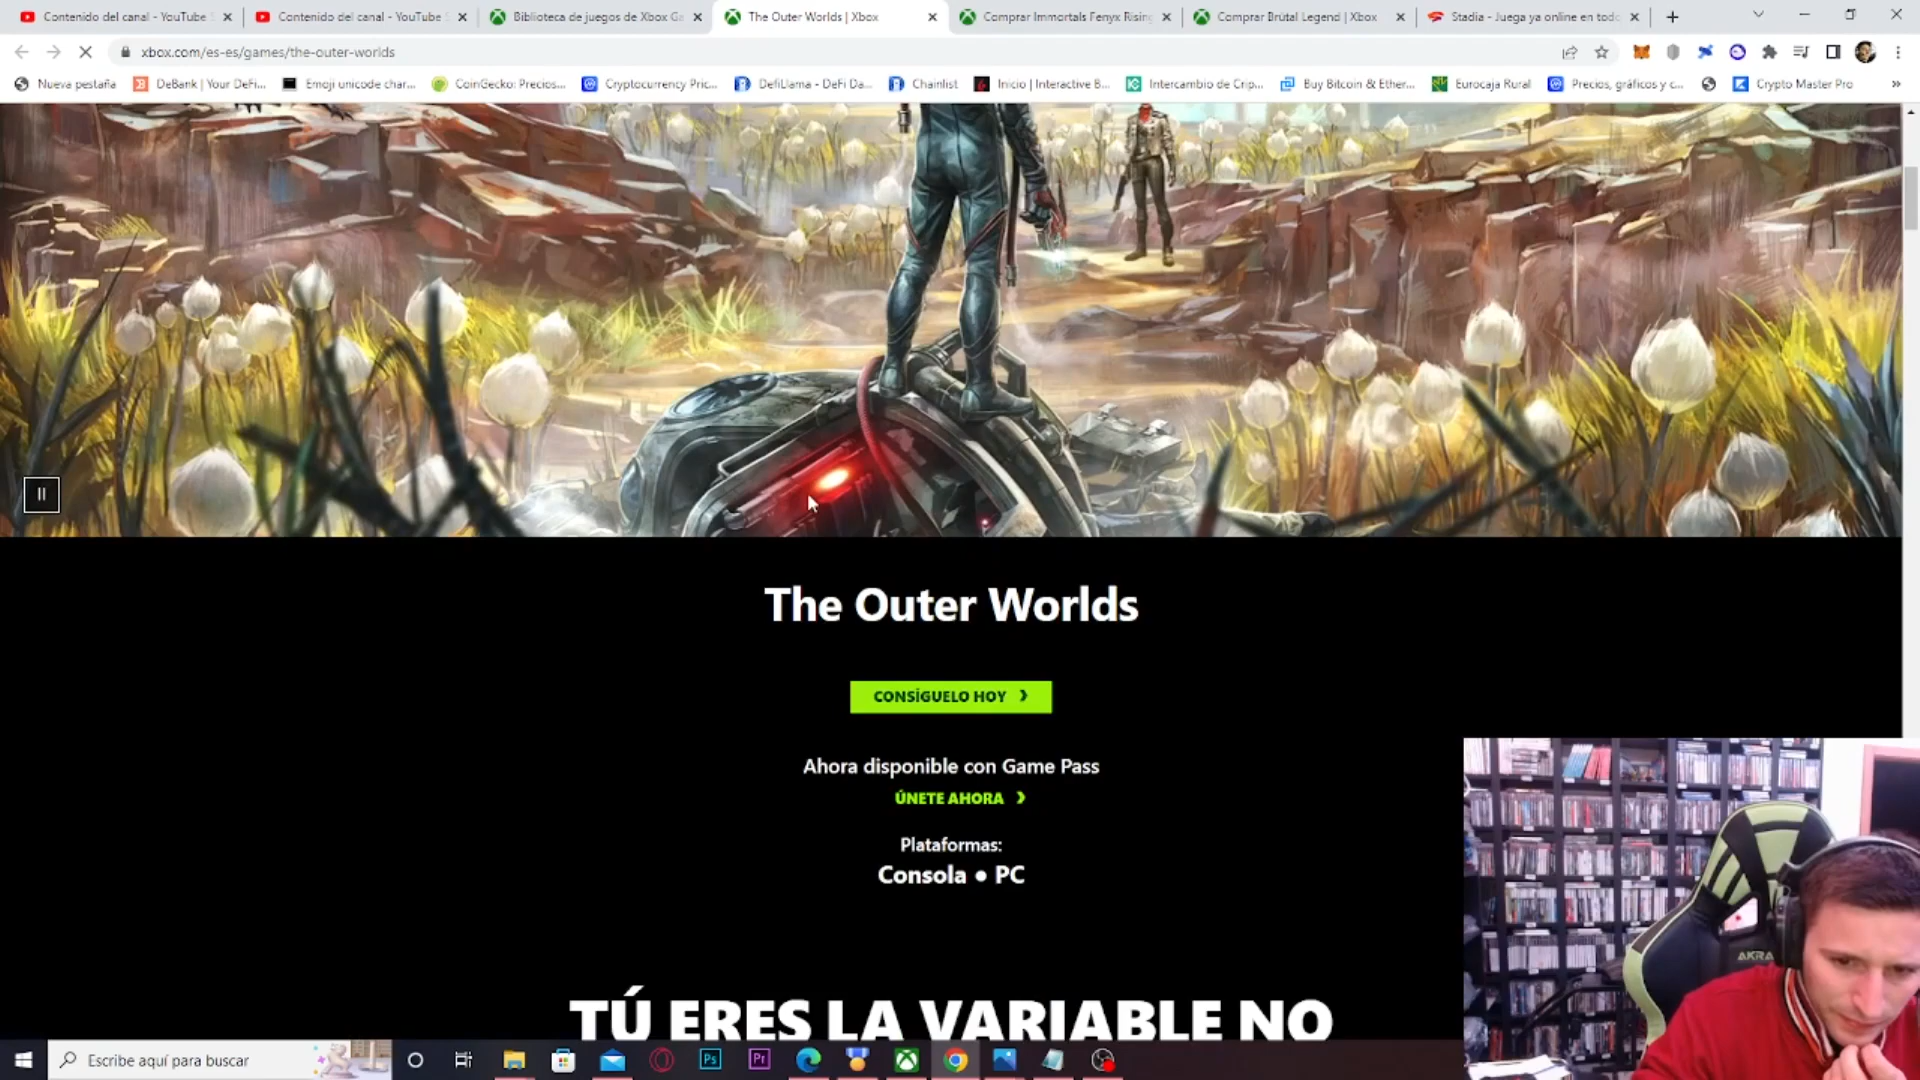 Contenido del canal - YouTube
Contenido del canal - YouTube
Biblioteca de juegos de Xbox Ga
The Outer Worlds | Xbox
Comprar Immortals Fenyx Rising
Comprar Brütal Legend | Xbox
Stadia - Juega ya online en todo
xbox.com/es-es/games/the-outer-worlds
Nueva pestaña
DeBank | Your DeFi...
Emoji unicode char...
CoinGecko: Precios...
Cryptocurrency Pric...
DefiLlama - DeFi Da...
Chainlist
Inicio | Interactive B...
Intercambio de Crip...
Buy Bitcoin & Ether...
Eurocaja Rural
Precios, gráficos y c...
Crypto Master Pro
»
The Outer Worlds
CONSÍGUELO HOY
Ahora disponible con Game Pass
ÚNETE AHORA
Plataformas:
Consola ● PC
TÚ ERES LA VARIABLE NO
AKRA
Escribe aquí para buscar
Ps
Pr